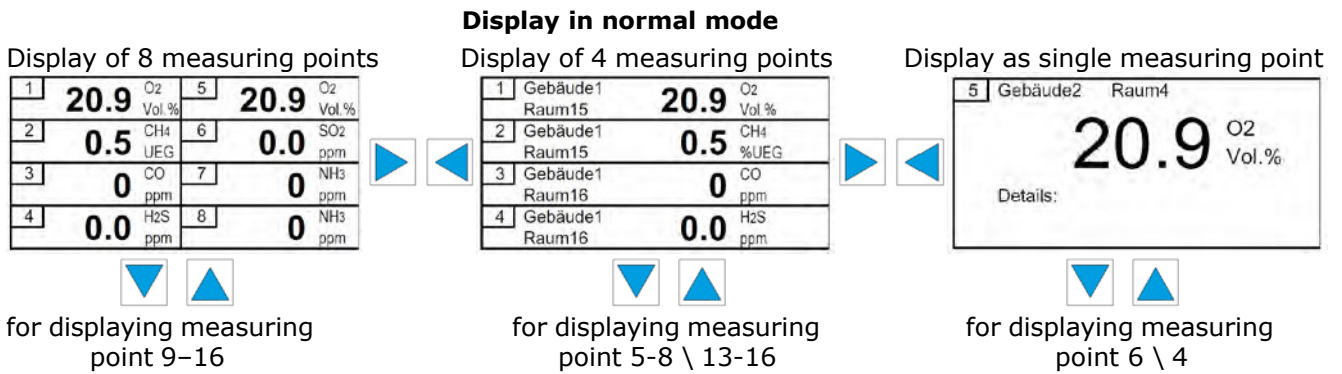 Display in normal mode
Display of 8 measuring points
1 20.9 O2 Vol.% 5 20.9 O2 Vol.%
2 0.5 CH4 UEG 6 0.0 SO2 ppm
3 0 CO ppm 7 0 NH3 ppm
4 0.0 H2S ppm 8 0 NH3 ppm
for displaying measuring
point 9–16
Display of 4 measuring points
1 Gebäude1 20.9 O2
Raum15 Vol.%
2 Gebäude1 0.5 CH4
Raum15 %UEG
3 Gebäude1 0 CO
Raum16 ppm
4 Gebäude1 0.0 H2S
Raum16 ppm
for displaying measuring
point 5-8 \ 13-16
Display as single measuring point
5 Gebäude2 Raum4
20.9 O2
Vol.%
Details:
for displaying measuring
point 6 \ 4